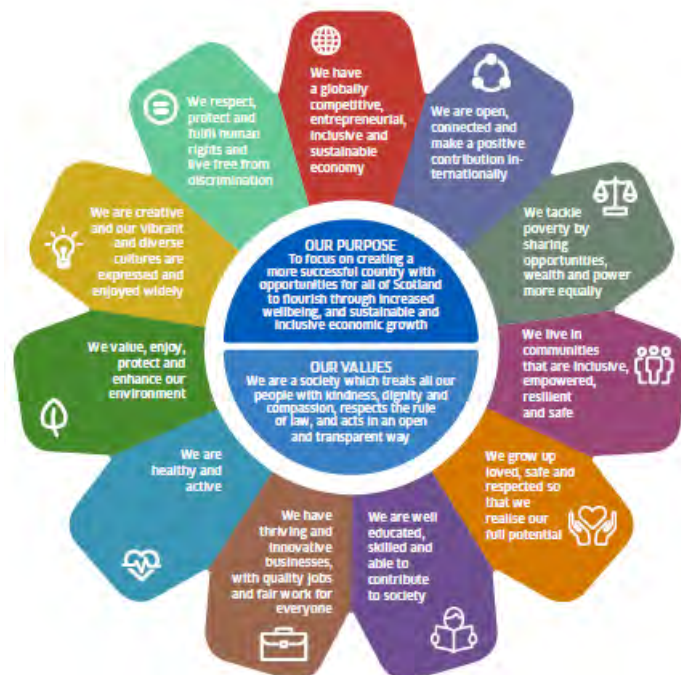 We have
a globally
competitive,
entrepreneurial,
inclusive and
sustainable
economy
We are open,
connected and
make a positive
contribution in-
ternationally
We tackle
poverty by
sharing
opportunities,
wealth and power
more equally
We live in
communities
that are inclusive,
empowered,
resilient
and safe
We grow up
loved, safe and
respected so
that we
realise our
full potential
We are well
educated,
skilled and
able to
contribute
to society
We have
thriving and
innovative
businesses,
with quality jobs
and fair work for
everyone
We are
healthy and
active
We value, enjoy,
protect and
enhance our
environment
We are creative
and our vibrant
and diverse
cultures are
expressed and
enjoyed widely
We respect,
protect and
fulfil human
rights and
live free from
discrimination
OUR PURPOSE
To focus on creating a
more successful country with
opportunities for all of Scotland
to flourish through increased
wellbeing, and sustainable and
inclusive economic growth
OUR VALUES
We are a society which treats all our
people with kindness, dignity and
compassion, respects the rule
of law, and acts in an open
and transparent way